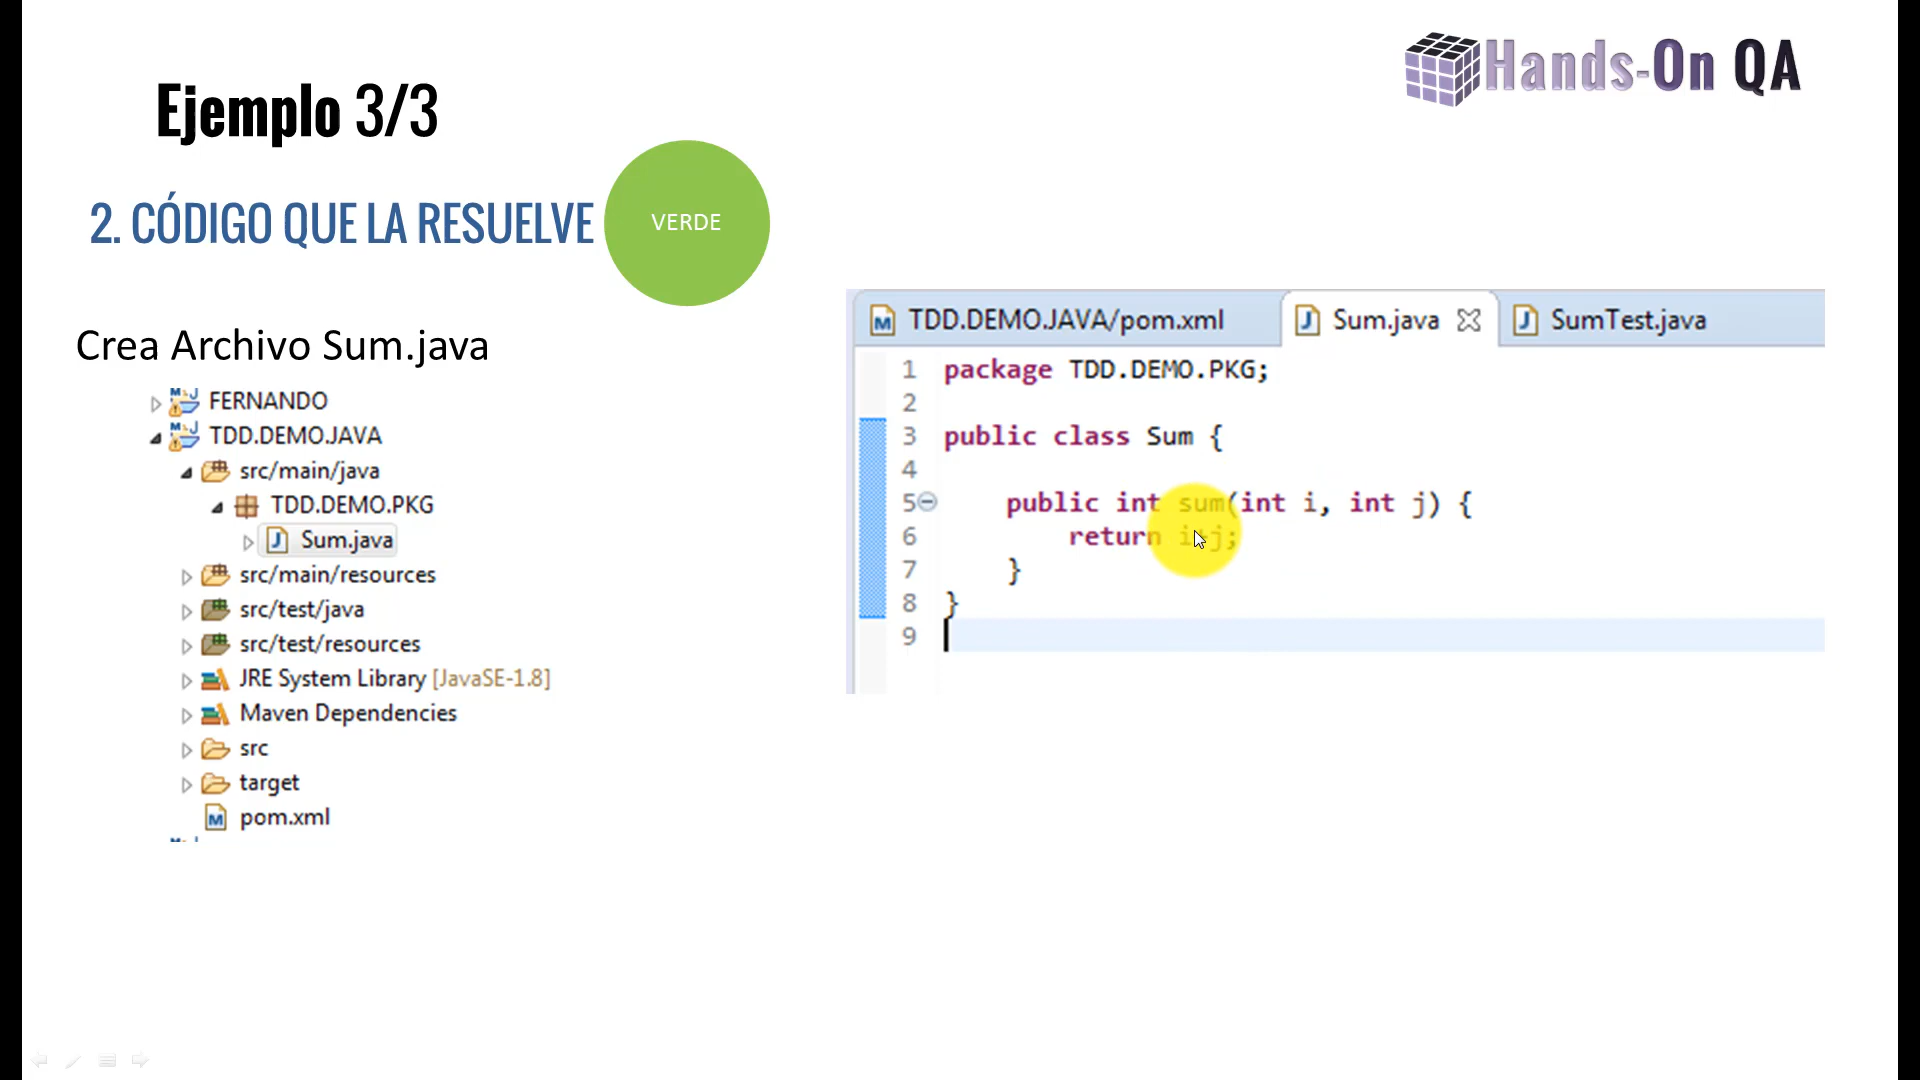 Hands-On QA
Ejemplo 3/3
2. CÓDIGO QUE LA RESUELVE
VERDE
Crea Archivo Sum.java
FERNANDO
TDD.DEMO.JAVA
src/main/java
TDD.DEMO.PKG
Sum.java
src/main/resources
src/test/java
src/test/resources
JRE System Library [JavaSE-1.8]
Maven Dependencies
src
target
pom.xml
TDD.DEMO.JAVA/pom.xml Sum.java SumTest.java
1 package TDD.DEMO.PKG;
2
3 public class Sum {
4
5 public int sum(int i, int j) {
6 return i+j;
7 }
8 }
9